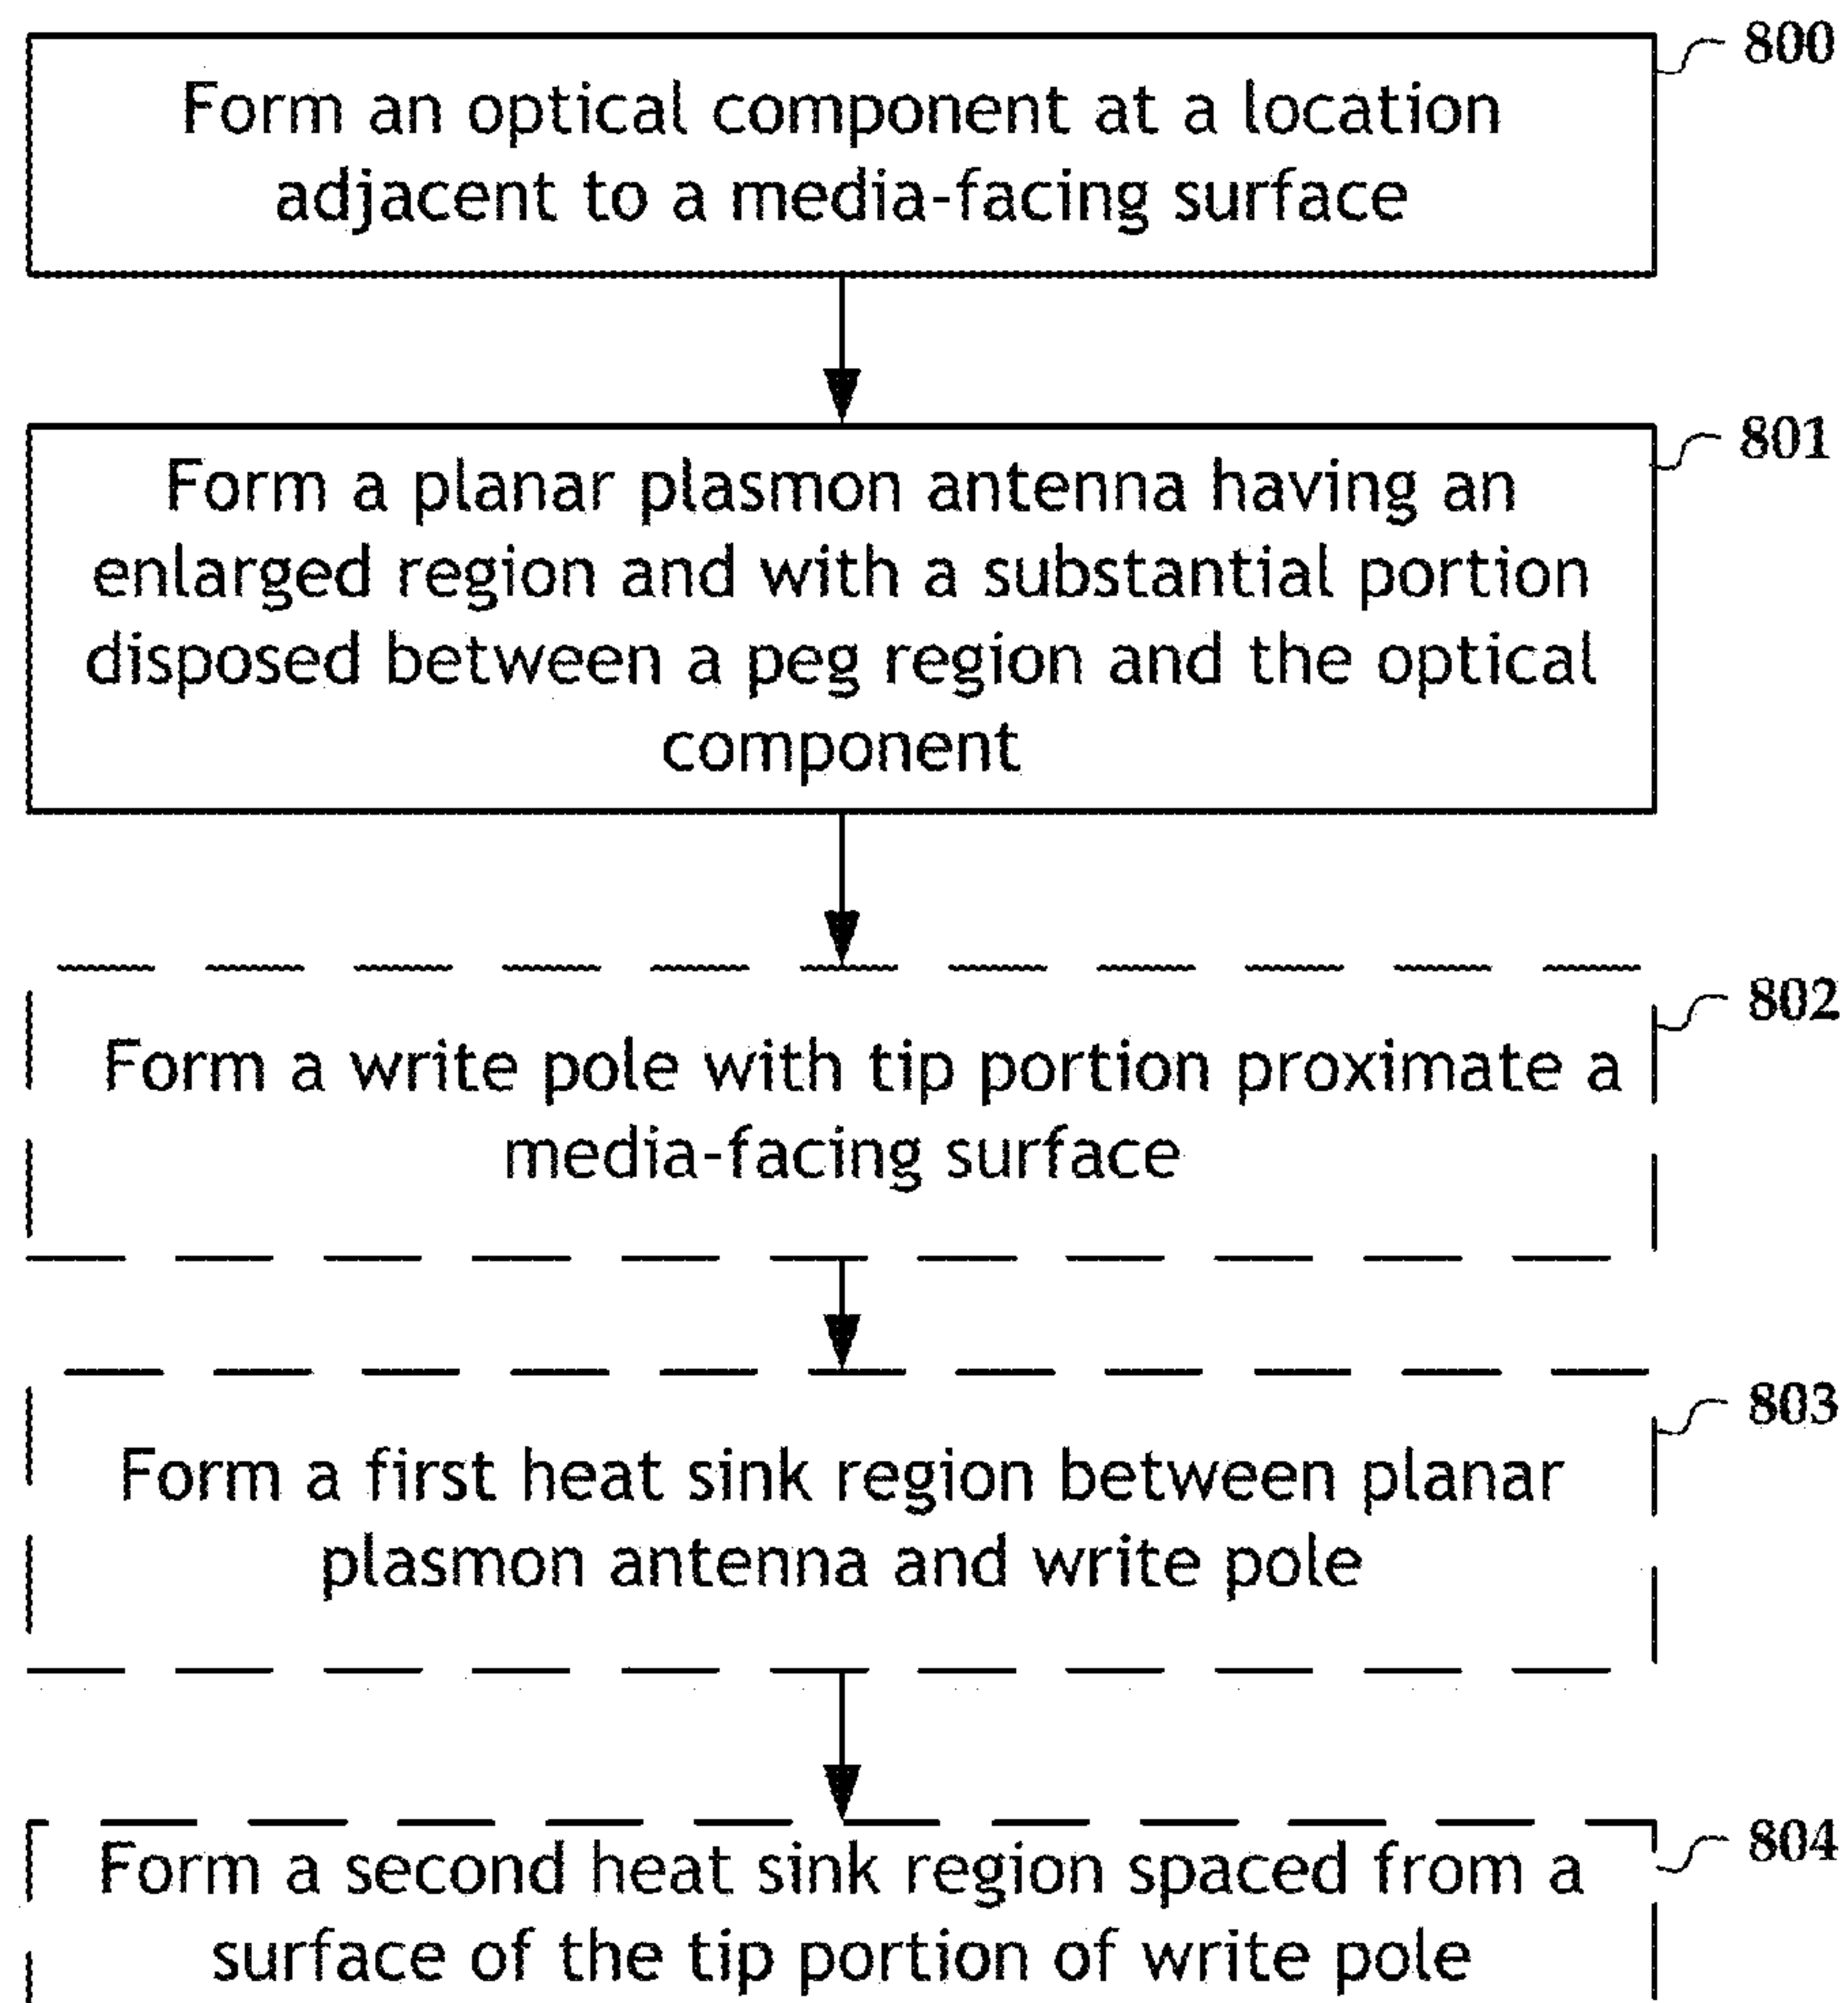 800
Form an optical component at a location
adjacent to a media-facing surface
801
Form a planar plasmon antenna having an
enlarged region and with a substantial portion
disposed between a peg region and the optical
component
802
Form a write pole with tip portion proximate a
media-facing surface
803
Form a first heat sink region between planar
plasmon antenna and write pole
804
Form a second heat sink region spaced from a
surface of the tip portion of write pole